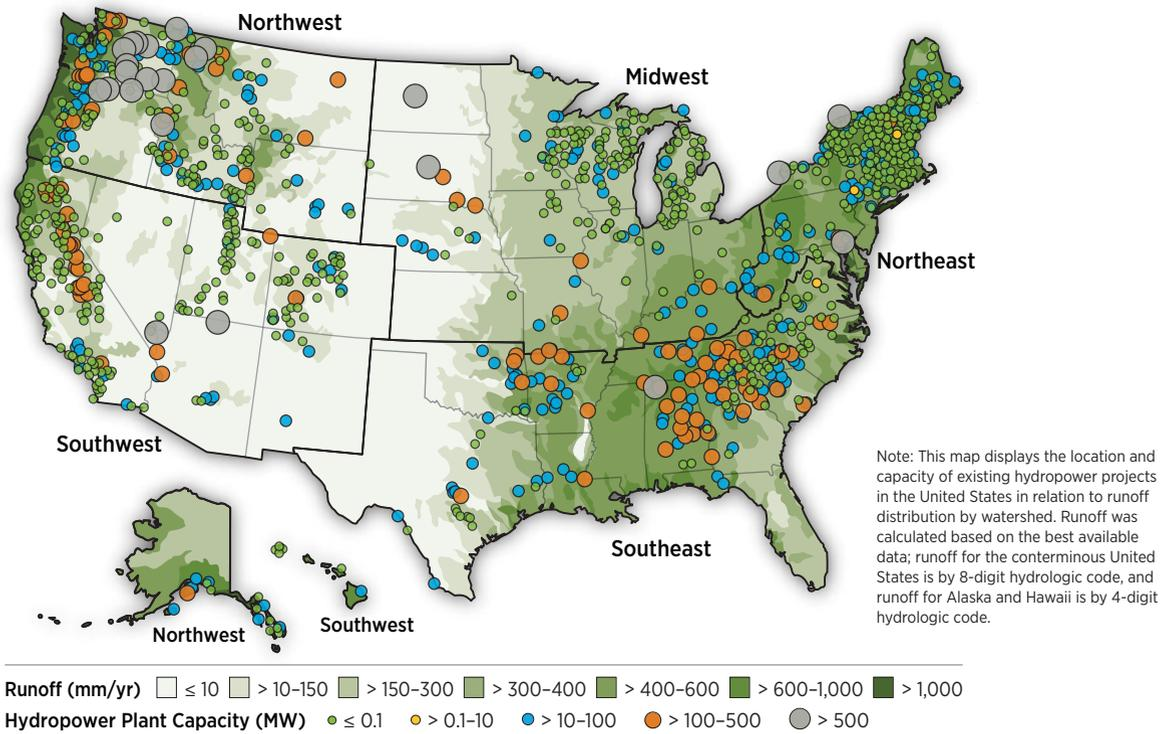 Northwest
Midwest
Northeast
Southwest
Southeast
Note: This map displays the location and
capacity of existing hydropower projects
in the United States in relation to runoff
distribution by watershed. Runoff was
calculated based on the best available
data; runoff for the conterminous United
States is by 8-digit hydrologic code, and
runoff for Alaska and Hawaii is by 4-digit
hydrologic code.
Northwest
Southwest
Runoff (mm/yr) ≤ 10 > 10–150 > 150–300 > 300–400 > 400–600 > 600–1,000 > 1,000
Hydropower Plant Capacity (MW) ≤ 0.1 > 0.1–10 > 10–100 > 100–500 > 500